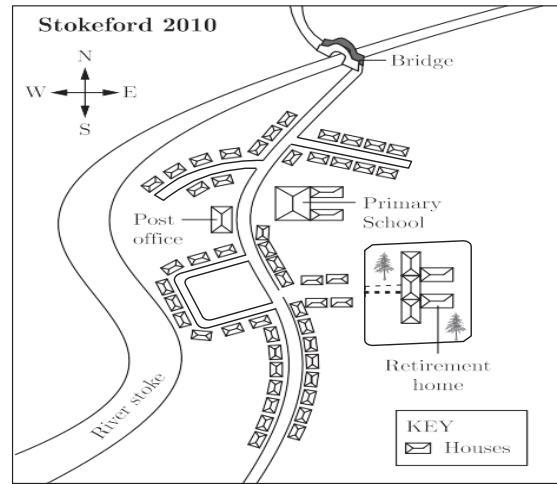 Stokeford 2010
N
W E
S
Bridge
Primary
School
Post
office
Retirement
home
River stoke
KEY
Houses